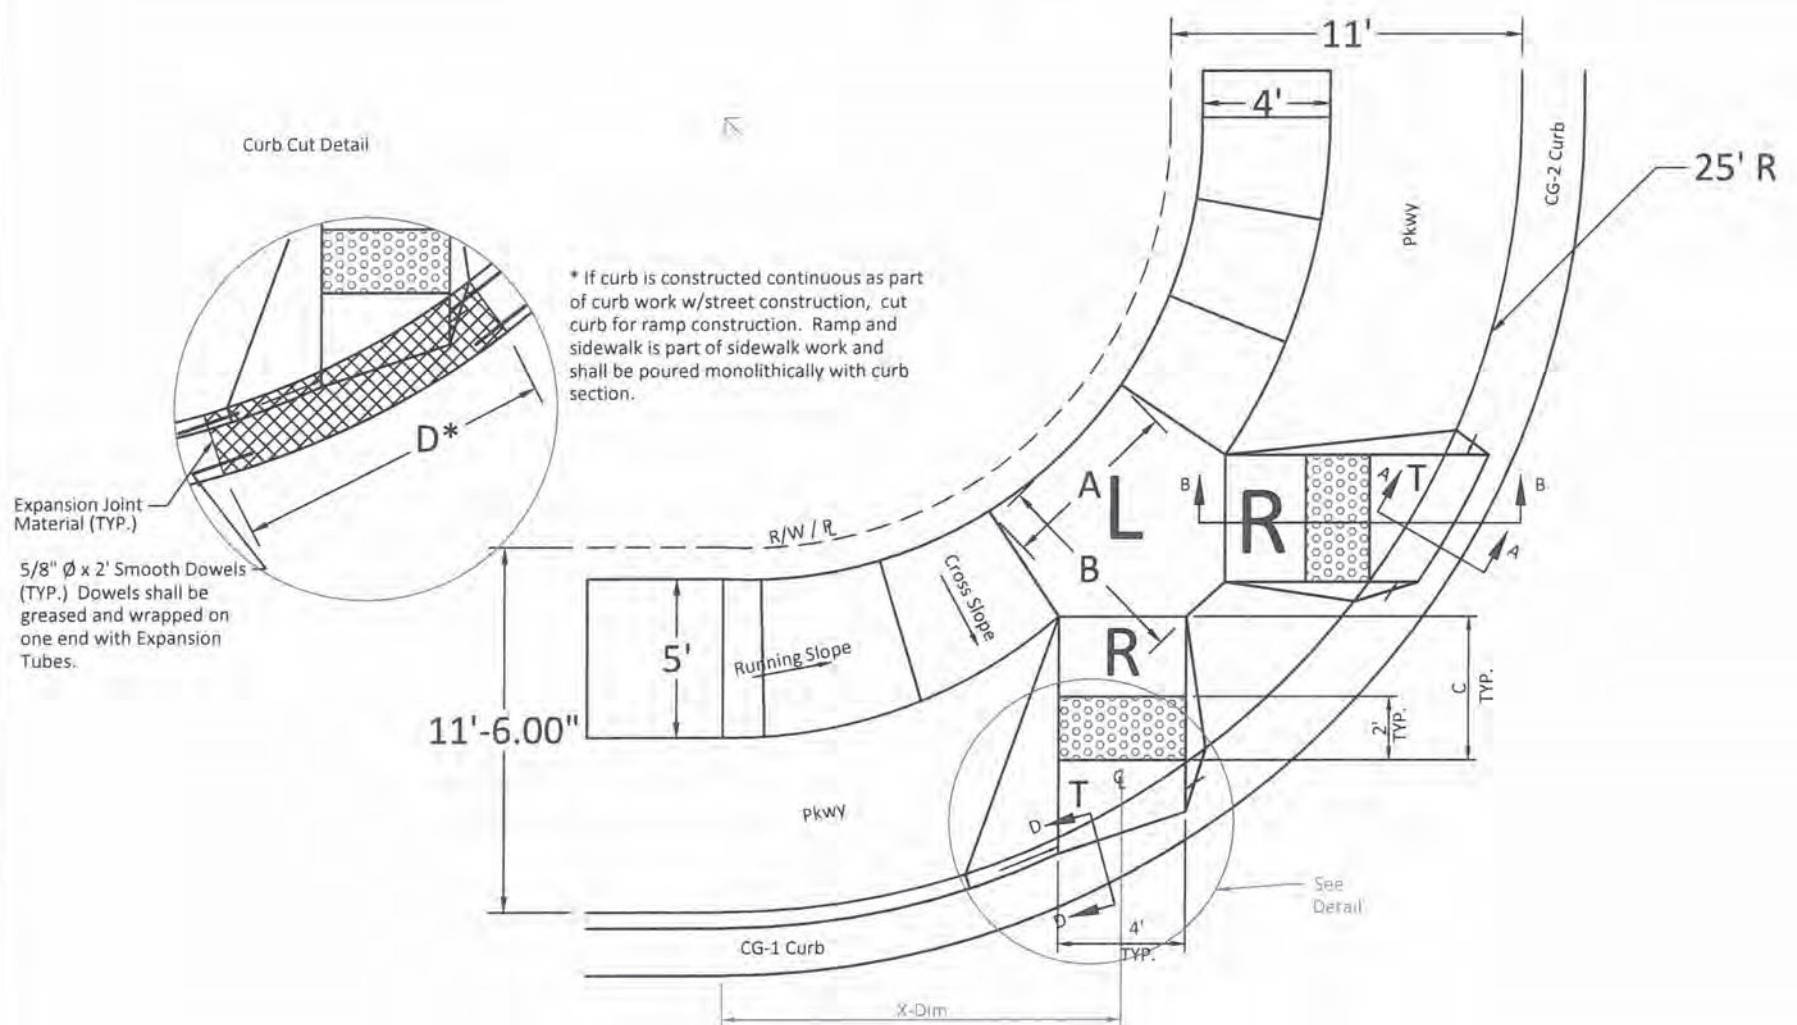 11'
4'
Curb Cut Detail
CG-2 Curb
25' R
Pkwy
* If curb is constructed continuous as part
of curb work w/street construction, cut
curb for ramp construction. Ramp and
sidewalk is part of sidewalk work and
shall be poured monolithically with curb
section.
D*
Expansion Joint
Material (TYP.)
5/8" Ø x 2' Smooth Dowels
(TYP.) Dowels shall be
greased and wrapped on
one end with Expansion
Tubes.
A
L
B
R
A
T
B
A
R/W / ⅊
B
Cross Slope
5'
Running Slope
R
C
TYP.
2'
TYP.
11'-6.00"
T
℄
Pkwy
D
See
Detail
D
4'
TYP.
CG-1 Curb
X-Dim